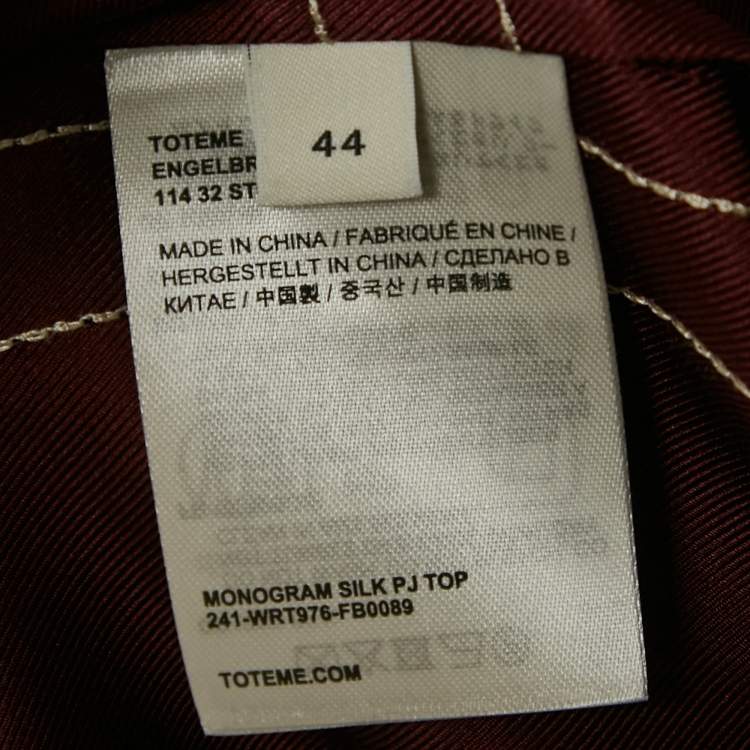 44
TOTEME
ENGELBR
114 32 ST
MADE IN CHINA / FABRIQUÉ EN CHINE /
HERGESTELLT IN CHINA / СДЕЛАНО В
КИТАЕ / 中国製 / 중국산 / 中国制造
MONOGRAM SILK PJ TOP
241-WRT976-FB0089
TOTEME.COM